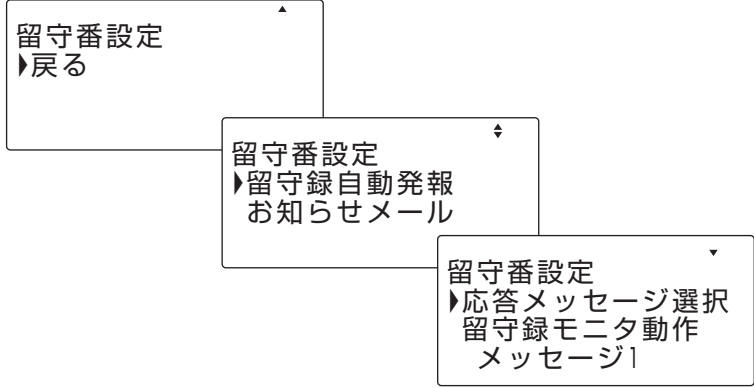 留守番設定
▶戻る
留守番設定
▶留守録自動発報
お知らせメール
留守番設定
▶応答メッセージ選択
留守録モニタ動作
メッセージ1